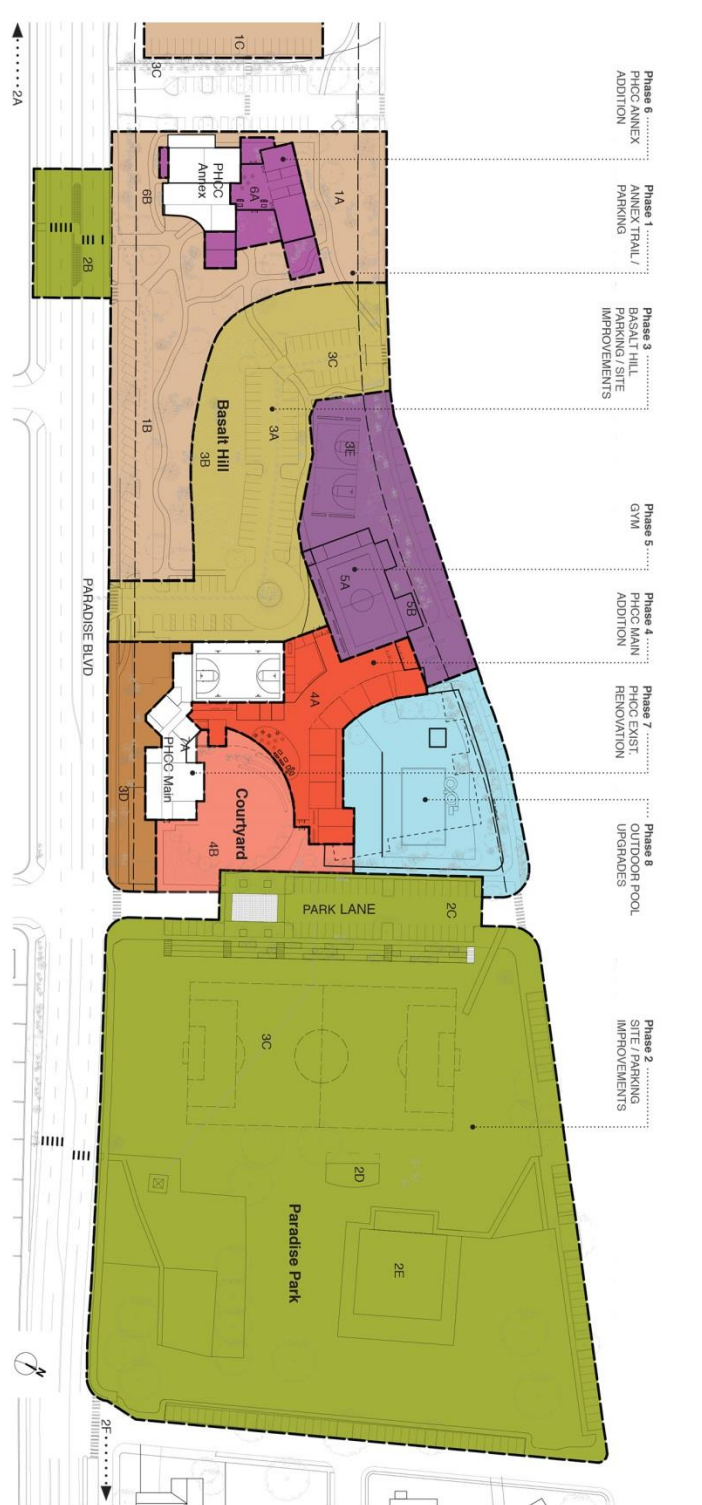 Phase 6
PHCC ANNEX
ADDITION
Phase 1
ANNEX TRAIL /
PARKING
Phase 3
BASALT HILL
PARKING / SITE
IMPROVEMENTS
Phase 5
GYM
Phase 4
PHCC MAIN
ADDITION
Phase 7
PHCC EXIST.
RENOVATION
Phase 8
OUTDOOR POOL
UPGRADES
Phase 2
SITE / PARKING
IMPROVEMENTS
1C
3C
2A
1A
PHCC
Annex
6A
6B
2B
3C
3A
Basalt Hill
3B
1B
3E
5A
5B
4A
PARADISE BLVD
7A
PHCC Main
3D
Courtyard
4B
PARK LANE
2C
3C
2D
2E
Paradise Park
N
2F